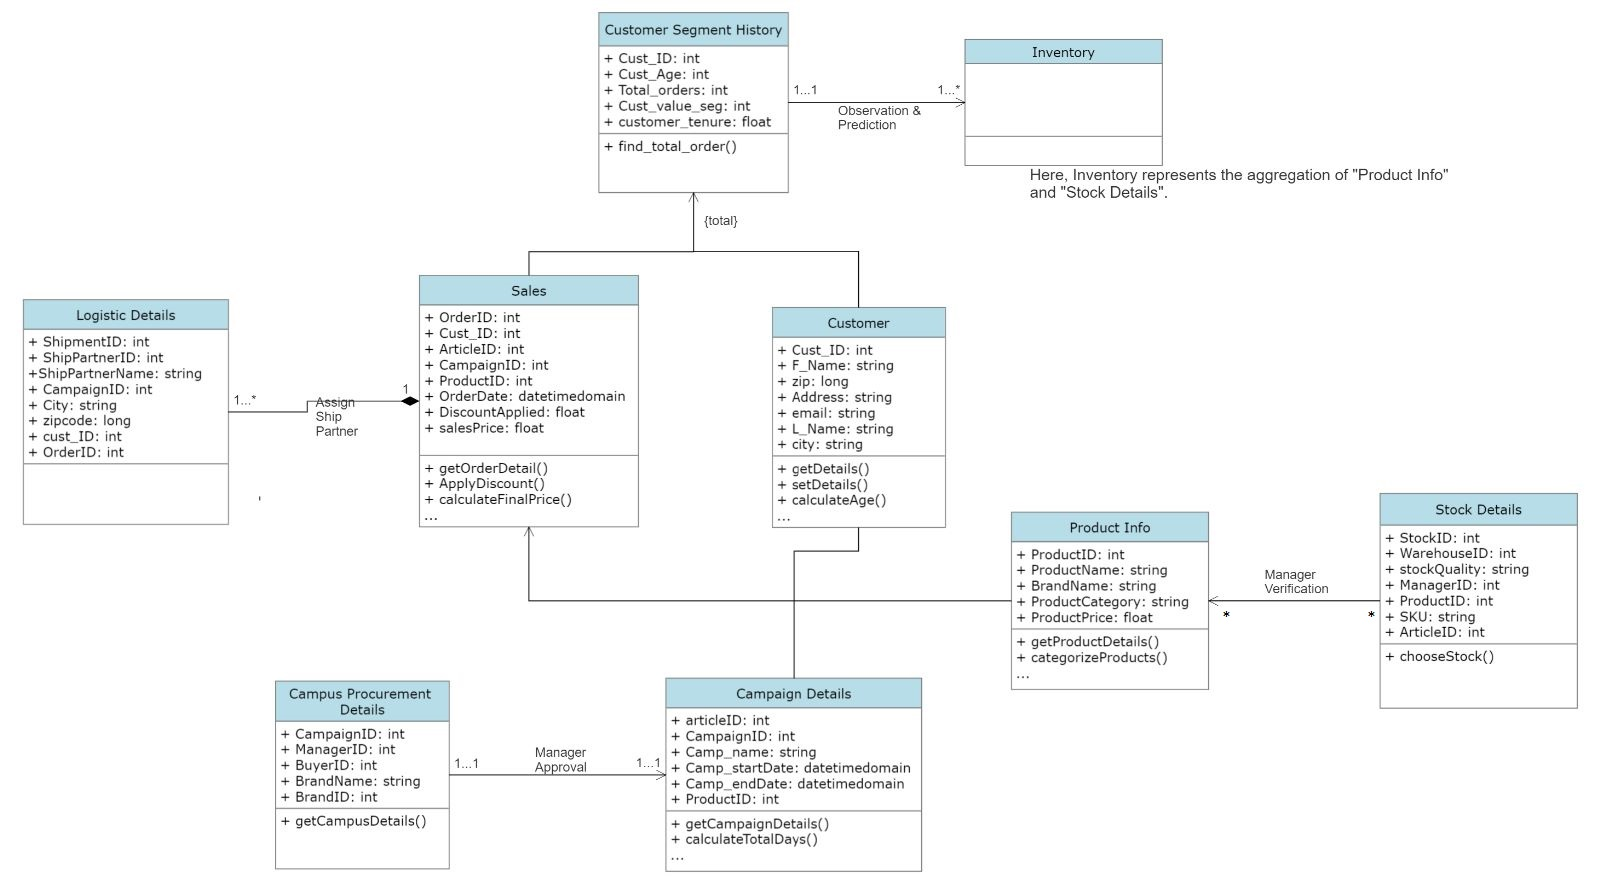 Customer Segment History
+ Cust_ID: int
+ Cust_Age: int
+ Total_orders: int
+ Cust_value_seg: int
+ customer_tenure: float
+ find_total_order()
1...1
1...*
Observation &
Prediction
Inventory
Here, Inventory represents the aggregation of "Product Info"
and "Stock Details".
{total}
Logistic Details
+ ShipmentID: int
+ ShipPartnerID: int
+ShipPartnerName: string
+ CampaignID: int
+ City: string
+ zipcode: long
+ cust_ID: int
+ OrderID: int
1...*
1
Assign
Ship
Partner
Sales
+ OrderID: int
+ Cust_ID: int
+ ArticleID: int
+ CampaignID: int
+ ProductID: int
+ OrderDate: datetimedomain
+ DiscountApplied: float
+ salesPrice: float
+ getOrderDetail()
+ ApplyDiscount()
+ calculateFinalPrice()
...
Customer
+ Cust_ID: int
+ F_Name: string
+ zip: long
+ Address: string
+ email: string
+ L_Name: string
+ city: string
+ getDetails()
+ setDetails()
+ calculateAge()
...
Product Info
+ ProductID: int
+ ProductName: string
+ BrandName: string
+ ProductCategory: string
+ ProductPrice: float
+ getProductDetails()
+ categorizeProducts()
...
Manager
Verification
*
*
Stock Details
+ StockID: int
+ WarehouseID: int
+ stockQuality: string
+ ManagerID: int
+ ProductID: int
+ SKU: string
+ ArticleID: int
+ chooseStock()
Campus Procurement
Details
+ CampaignID: int
+ ManagerID: int
+ BuyerID: int
+ BrandName: string
+ BrandID: int
+ getCampusDetails()
1...1
Manager
Approval
1...1
Campaign Details
+ articleID: int
+ CampaignID: int
+ Camp_name: string
+ Camp_startDate: datetimedomain
+ Camp_endDate: datetimedomain
+ ProductID: int
+ getCampaignDetails()
+ calculateTotalDays()
...